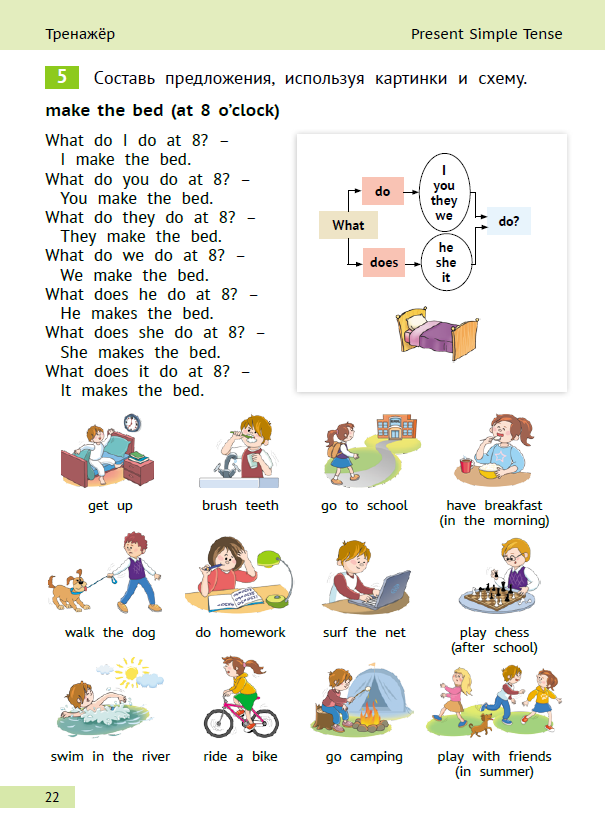 Тренажёр
Present Simple Tense
5 Составь предложения, используя картинки и схему.
make the bed (at 8 o’clock)
What do I do at 8? –
I make the bed.
What do you do at 8? –
You make the bed.
What do they do at 8? –
They make the bed.
What do we do at 8? –
We make the bed.
What does he do at 8? –
He makes the bed.
What does she do at 8? –
She makes the bed.
What does it do at 8? –
It makes the bed.
What
do
does
I
you
they
we
he
she
it
do?
get up
brush teeth
go to school
have breakfast
(in the morning)
walk the dog
do homework
surf the net
play chess
(after school)
swim in the river
ride a bike
go camping
play with friends
(in summer)
22